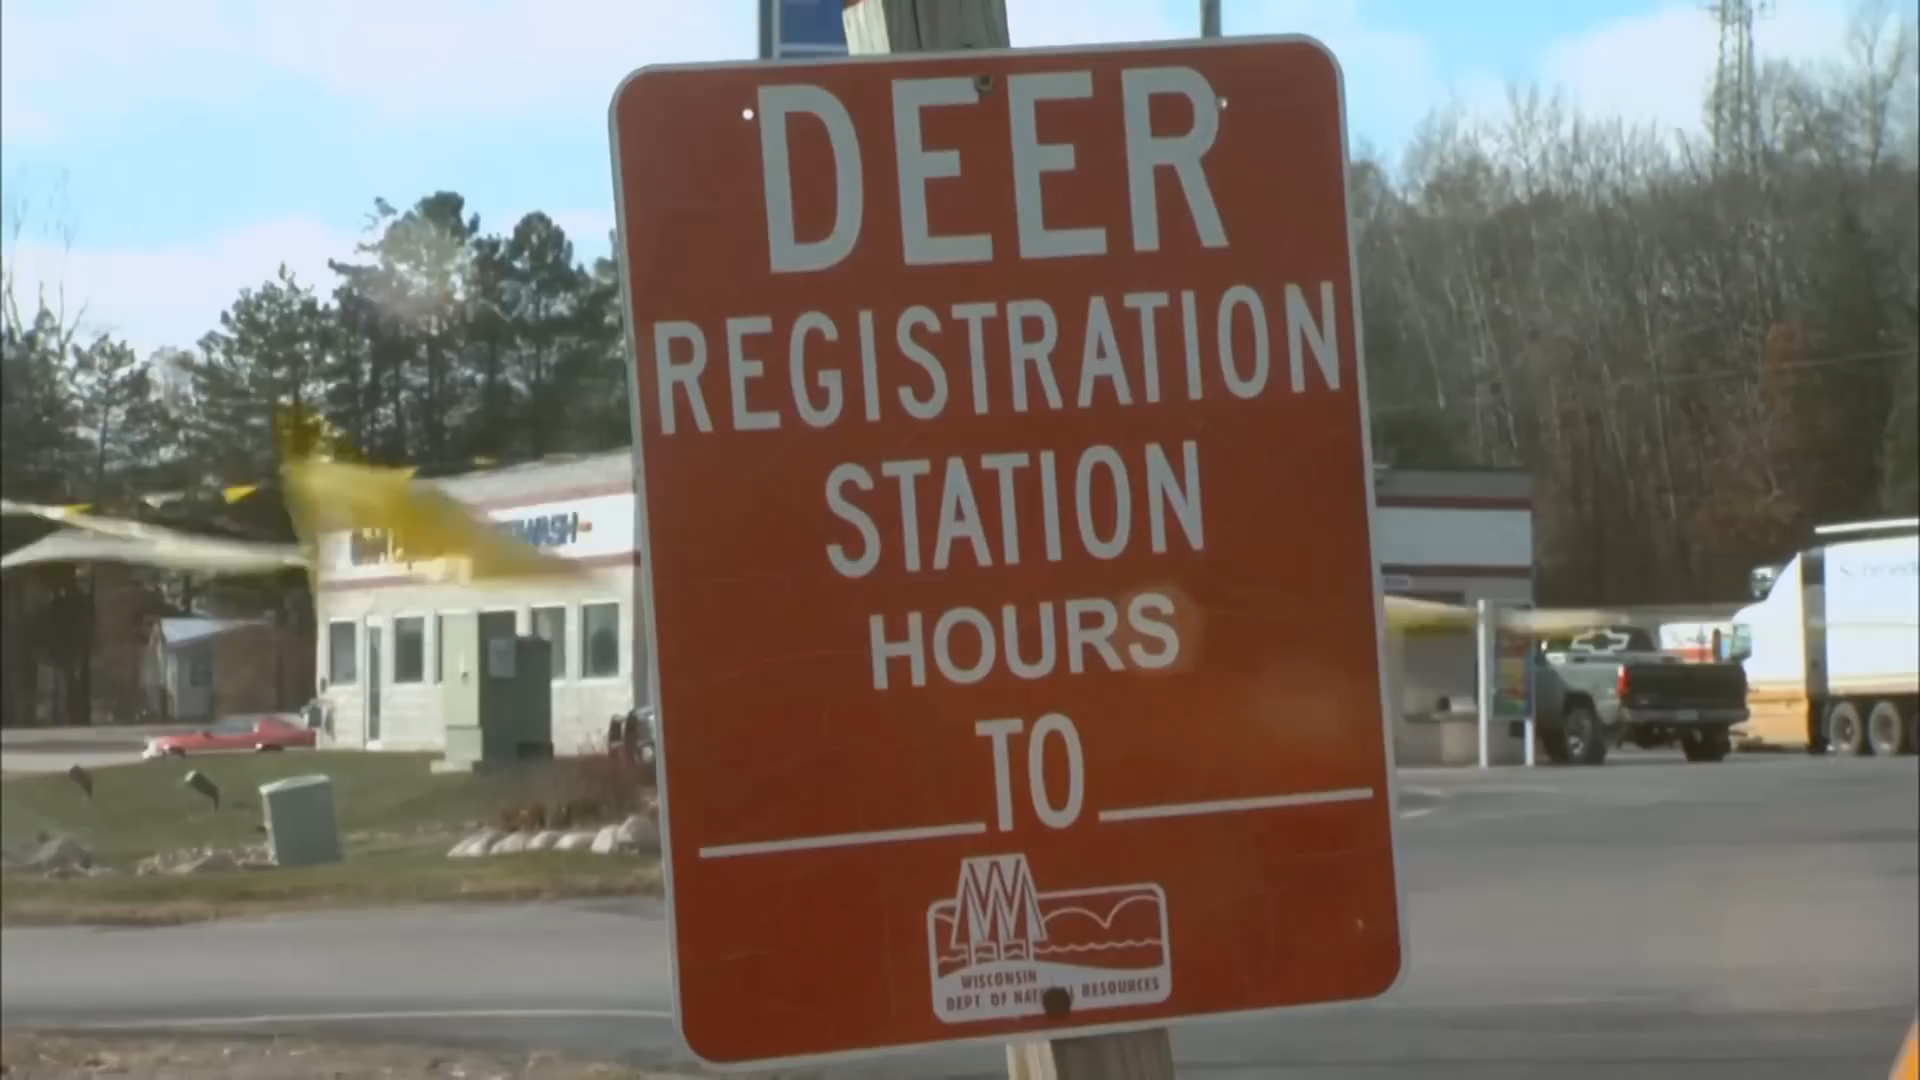 DEER
REGISTRATION
STATION
HOURS
TO
WISCONSIN
DEPT. OF NATURAL RESOURCES